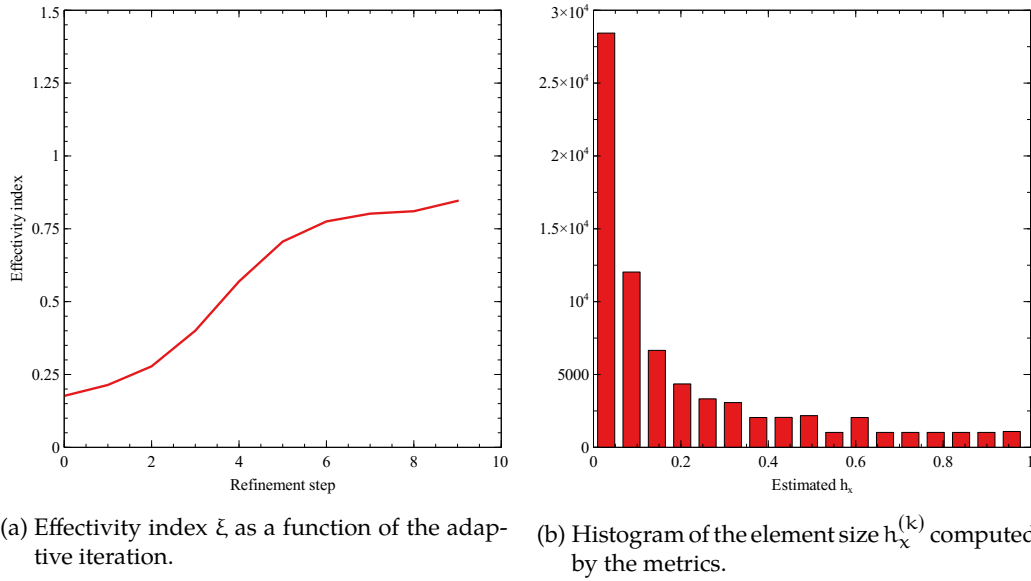 1.5
1.25
1
0.75
0.5
0.25
0
Effectivity index
0 2 4 6 8 10
Refinement step
3×10⁴
2.5×10⁴
2×10⁴
1.5×10⁴
10⁴
5000
0
0 0.2 0.4 0.6 0.8 1
Estimated hₓ
(a) Effectivity index ξ as a function of the adap-
tive iteration.
(b) Histogram of the element size hₓ⁽ᵏ⁾ computed
by the metrics.